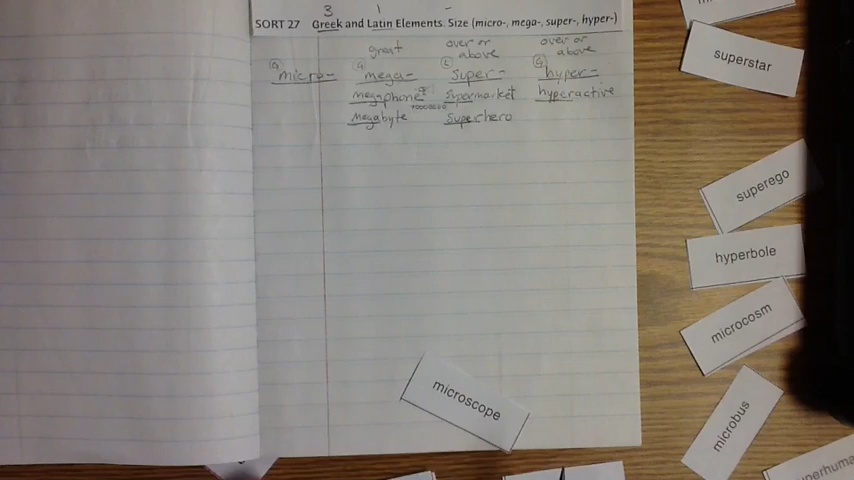 3 1 -
SORT 27 Greek and Latin Elements: Size (micro-, mega-, super-, hyper-)
great over or above over or above
G micro- G mega- L super- G hyper-
megaphone supermarket hyperactive
megabyte superhero
superstar
superego
hyperbole
microcosm
microscope
microbus